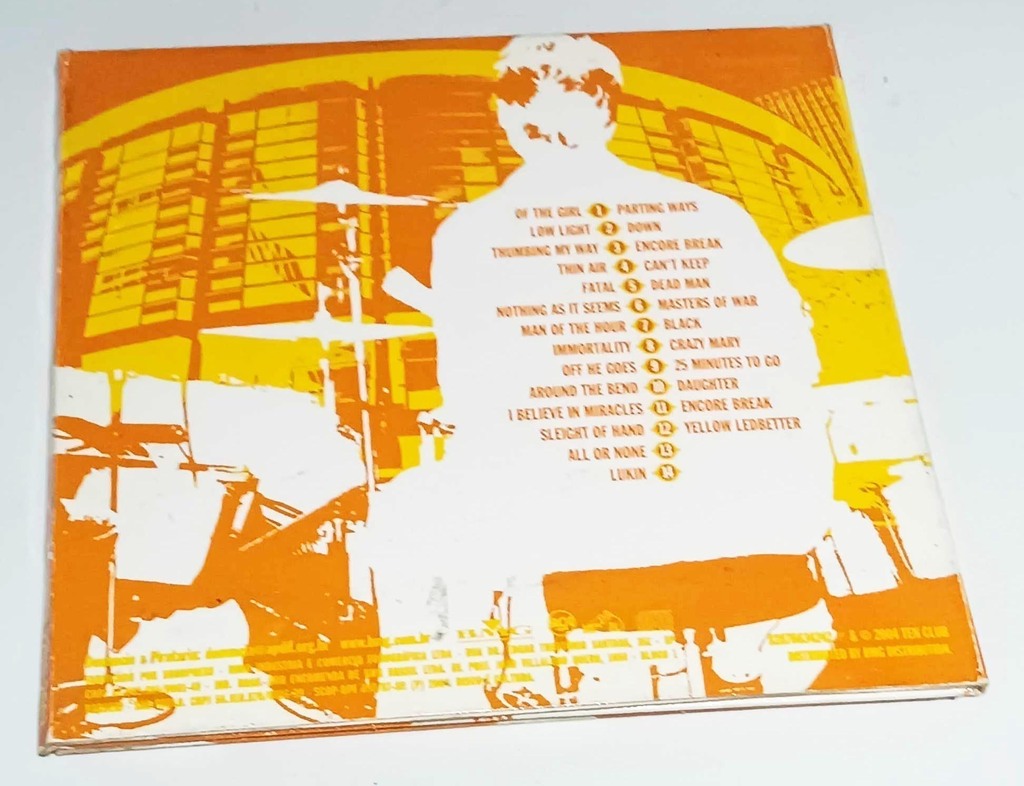 OF THE GIRL 1 PARTING WAYS
LOW LIGHT 2 DOWN
THUMBING MY WAY 3 ENCORE BREAK
THIN AIR 4 CAN'T KEEP
FATAL 5 DEAD MAN
NOTHING AS IT SEEMS 6 MASTERS OF WAR
MAN OF THE HOUR 7 BLACK
IMMORTALITY 8 CRAZY MARY
OFF HE GOES 9 25 MINUTES TO GO
AROUND THE BEND 10 DAUGHTER
I BELIEVE IN MIRACLES 11 ENCORE BREAK
SLEIGHT OF HAND 12 YELLOW LEDBETTER
ALL OR NONE 13
LUKIN 14
& © 2004 TEN CLUB
DISTRIBUTED BY BMG DISTRIBUTION.